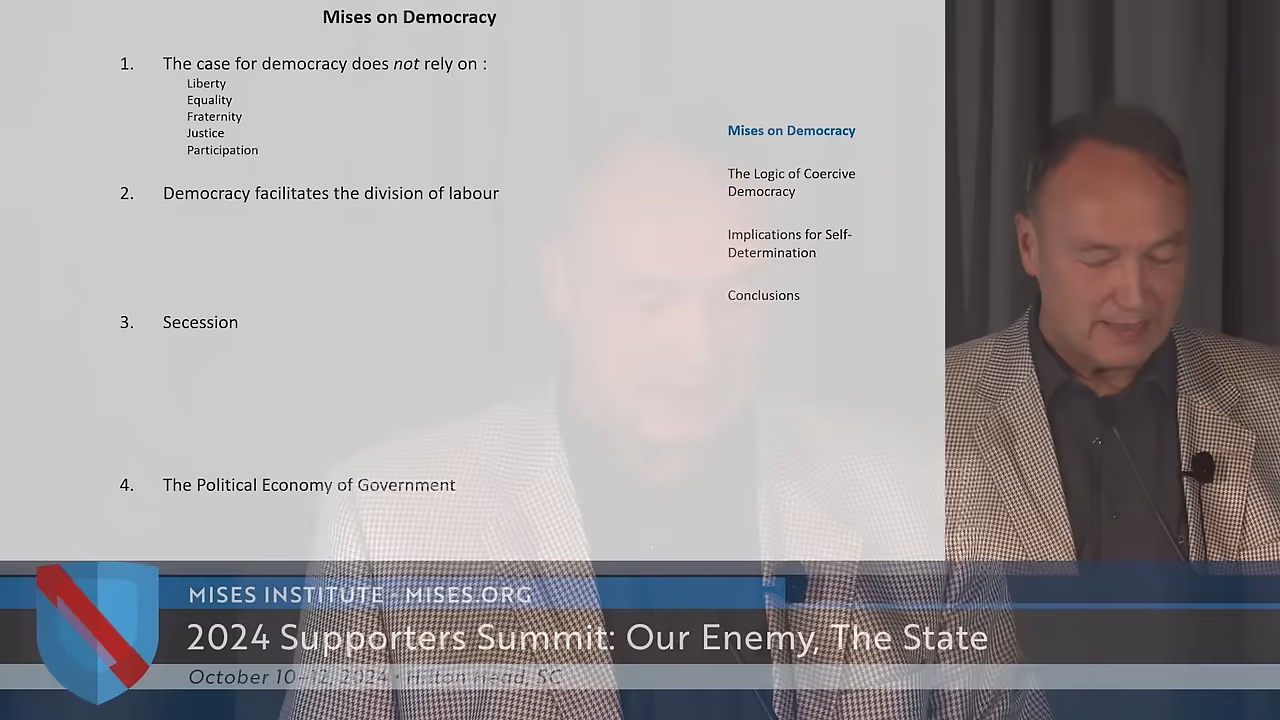 Mises on Democracy
1. The case for democracy does not rely on :
Liberty
Equality
Fraternity
Justice
Participation
2. Democracy facilitates the division of labour
3. Secession
4. The Political Economy of Government
Mises on Democracy
The Logic of Coercive
Democracy
Implications for Self-
Determination
Conclusions
MISES INSTITUTE · MISES.ORG
2024 Supporters Summit: Our Enemy, The State
October 10–12, 2024 · Hilton Head, SC